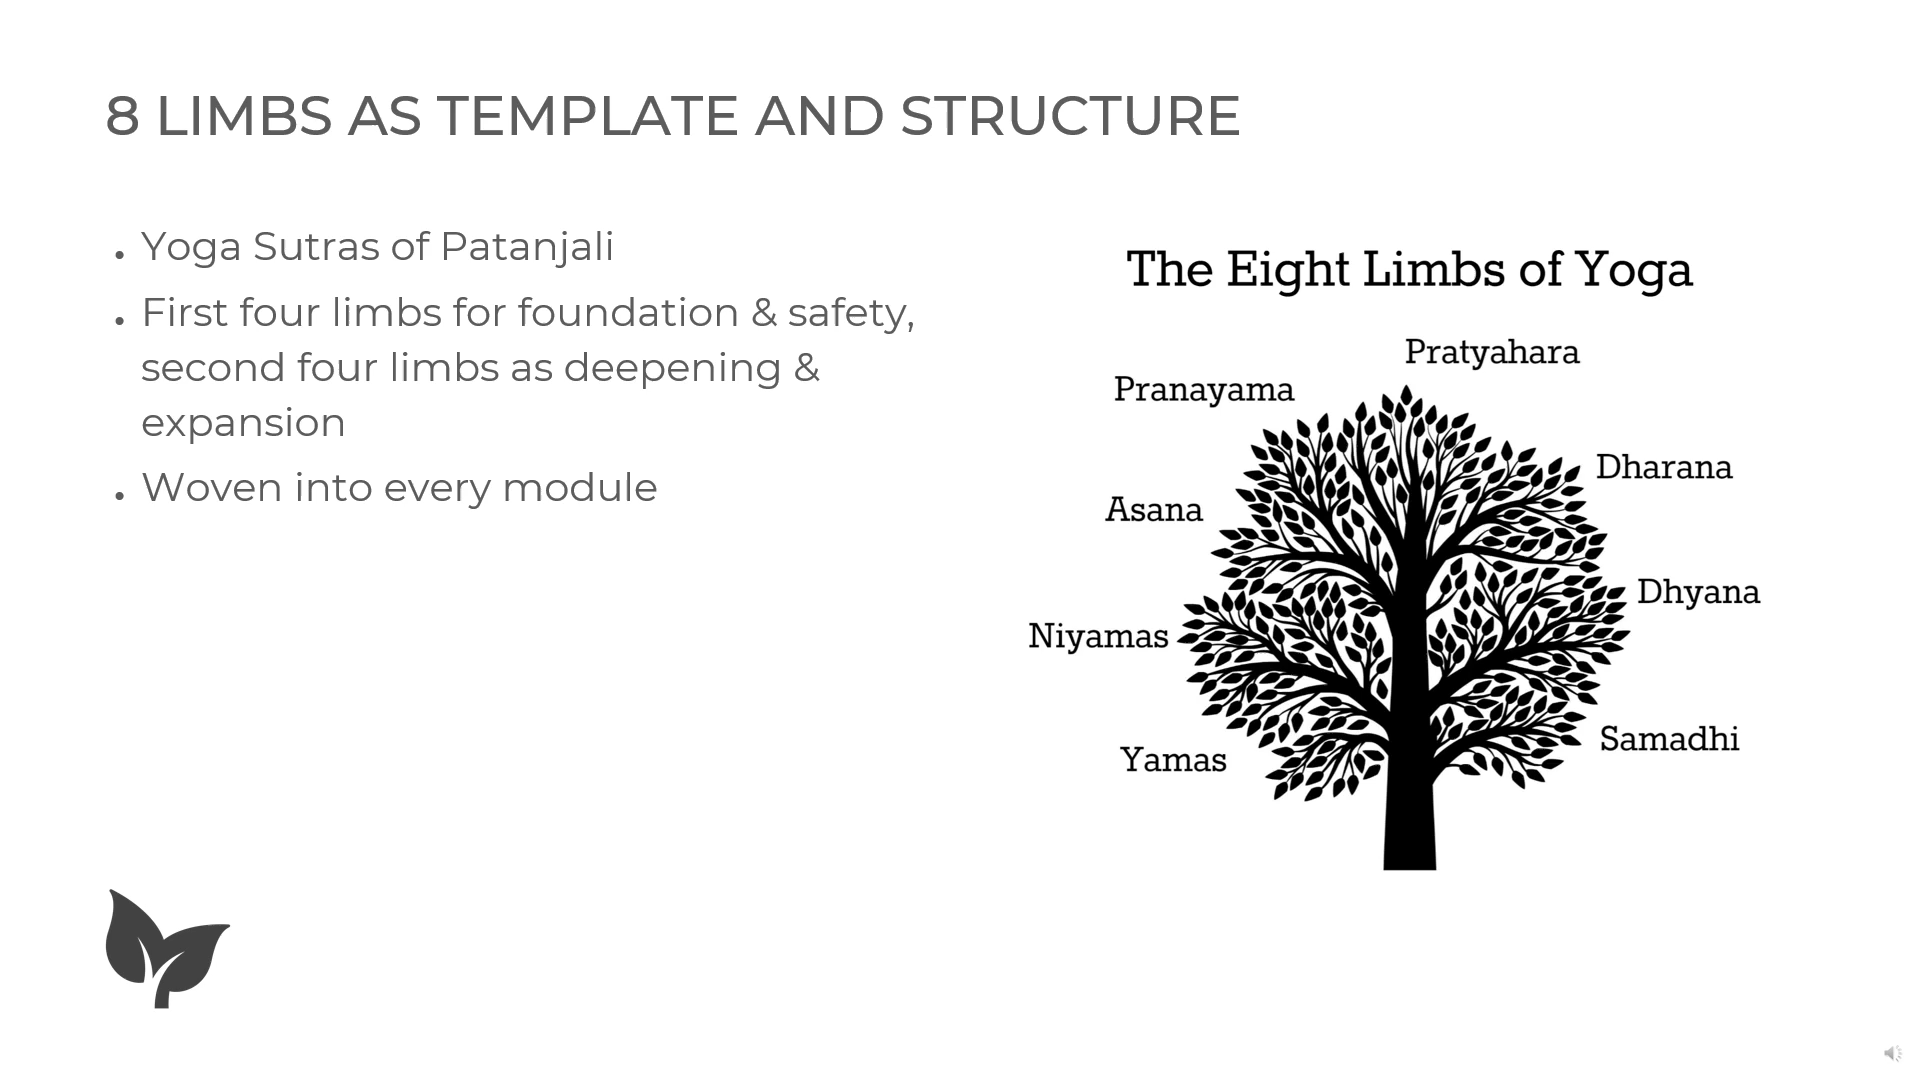 8 LIMBS AS TEMPLATE AND STRUCTURE
• Yoga Sutras of Patanjali
• First four limbs for foundation & safety,
second four limbs as deepening &
expansion
• Woven into every module
The Eight Limbs of Yoga
Pratyahara
Pranayama
Dharana
Asana
Dhyana
Niyamas
Samadhi
Yamas